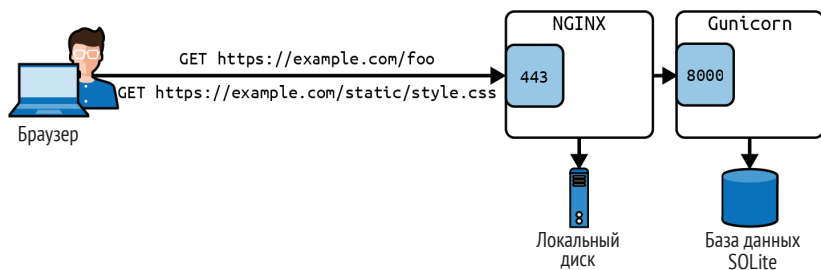 NGINX
Gunicorn
GET https://example.com/foo
443
8000
GET https://example.com/static/style.css
Браузер
Локальный
диск
База данных
SOLite